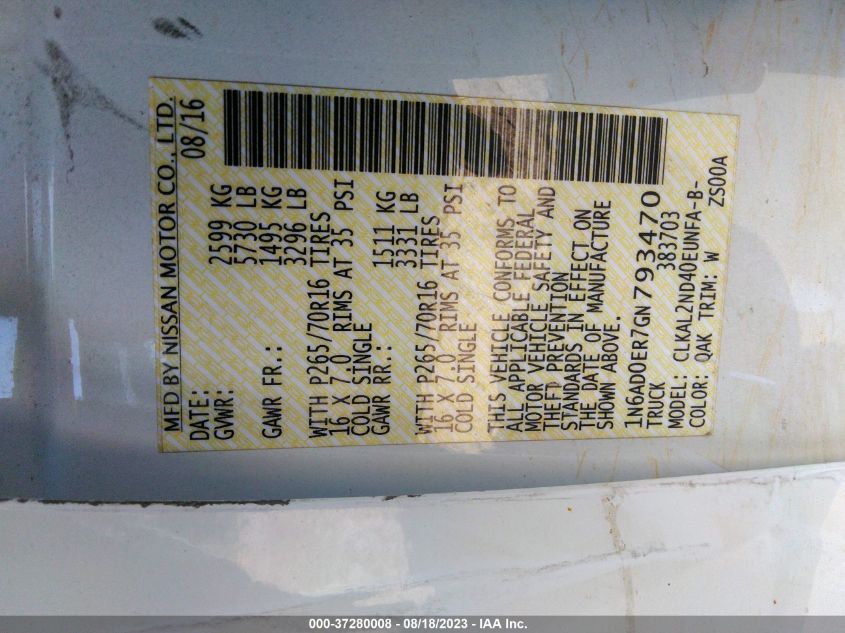 MFD BY NISSAN MOTOR CO., LTD.
DATE: 08/16
GVWR: 2599 KG
5730 LB
GAWR FR.: 1495 KG
3296 LB
WITH P265/70R16 TIRES
16 X 7.0 RIMS AT 35 PSI
COLD SINGLE
GAWR RR.: 1511 KG
3331 LB
WITH P265/70R16 TIRES
16 X 7.0 RIMS AT 35 PSI
COLD SINGLE
THIS VEHICLE CONFORMS TO
ALL APPLICABLE FEDERAL
MOTOR VEHICLE SAFETY AND
THEFT PREVENTION
STANDARDS IN EFFECT ON
THE DATE OF MANUFACTURE
SHOWN ABOVE.
1N6AD0ER7GN793470
TRUCK 383703
MODEL: CLKAL2ND40EUNFA-B-
COLOR: QAK TRIM: W ZS00A
000-37280008 - 08/18/2023 - IAA Inc.